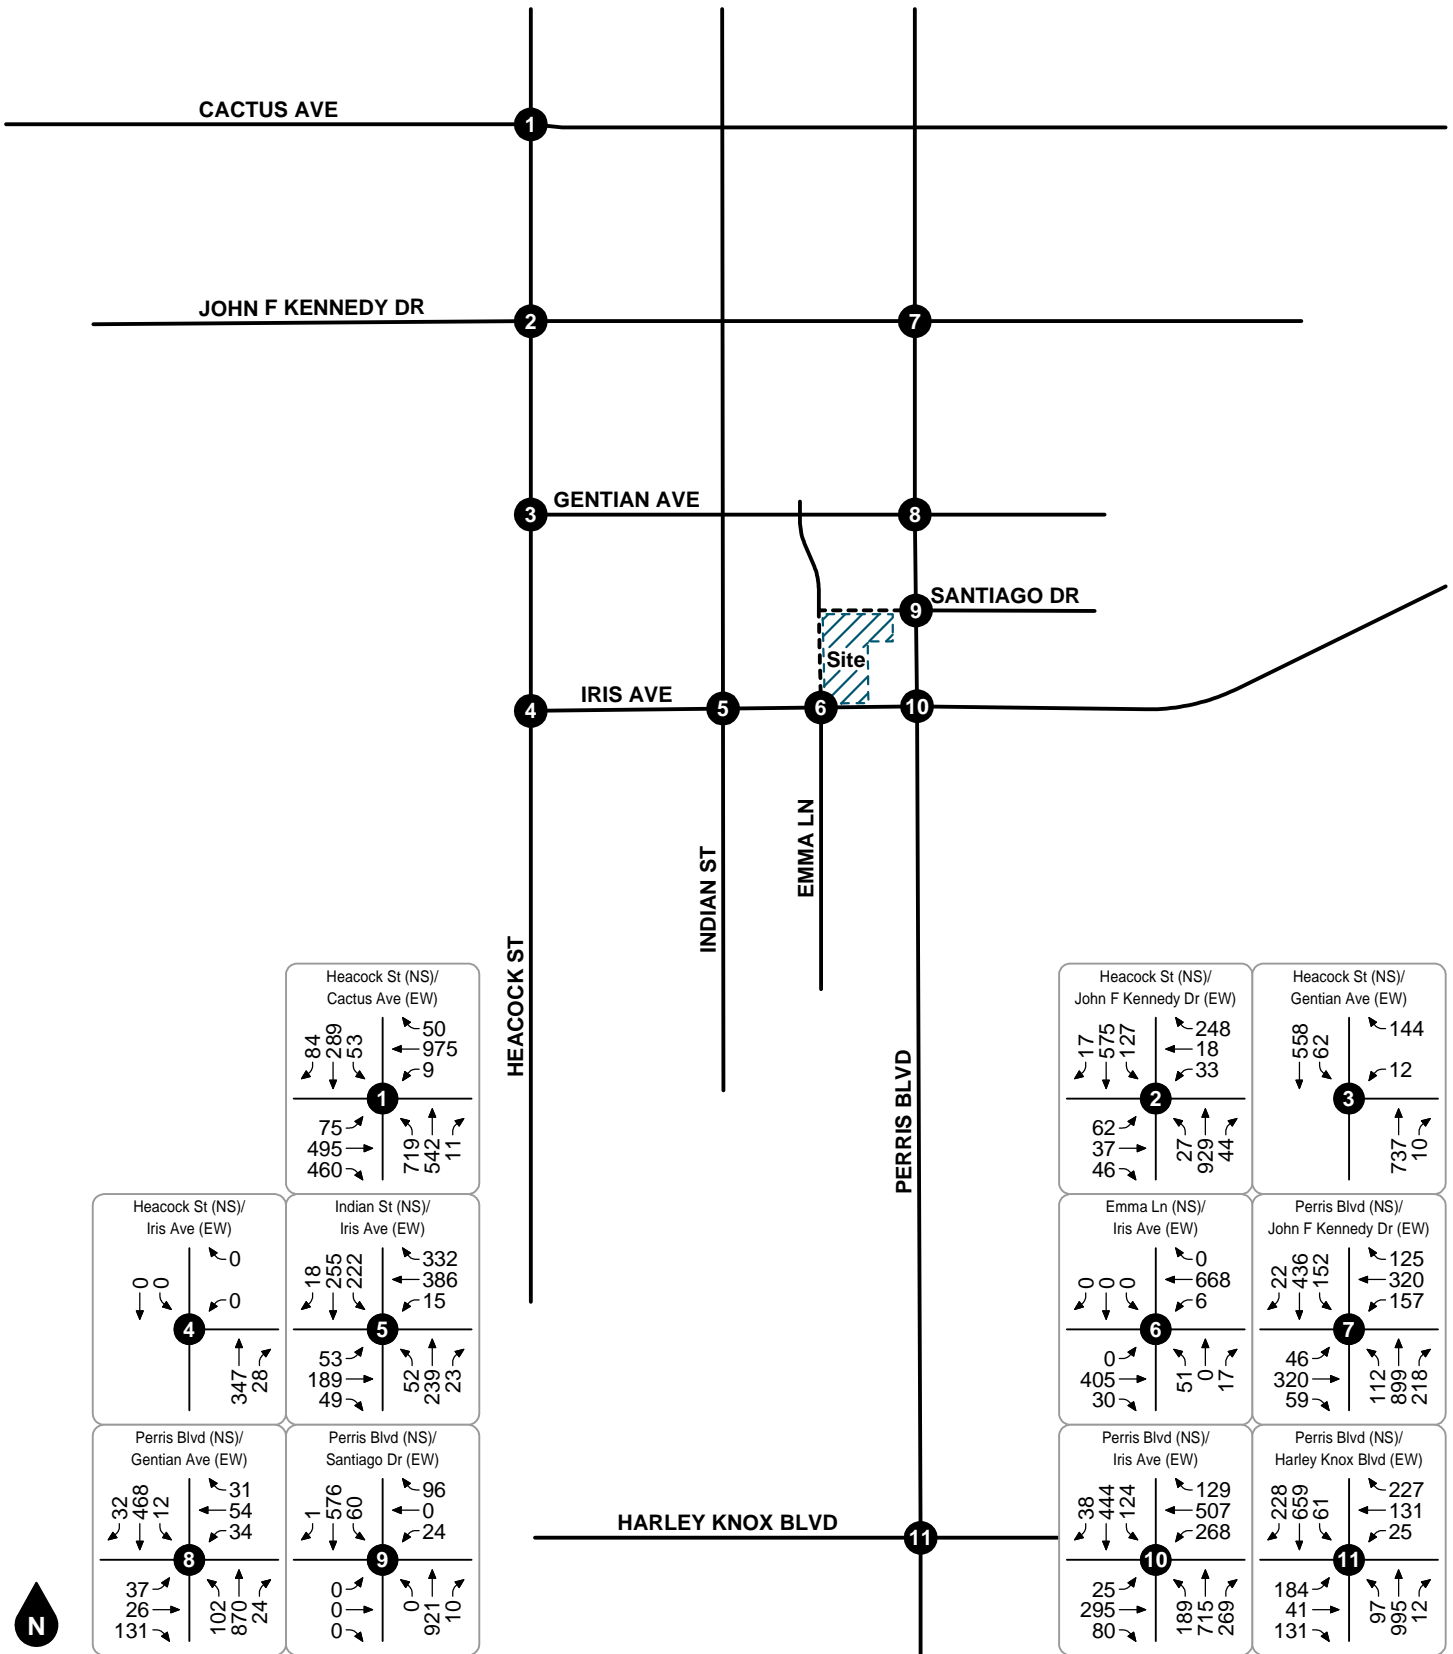 CACTUS AVE
1
JOHN F KENNEDY DR
2
7
3
GENTIAN AVE
8
9
SANTIAGO DR
Site
IRIS AVE
4
5
6
10
EMMA LN
INDIAN ST
HEACOCK ST
PERRIS BLVD
HARLEY KNOX BLVD
11
N
Heacock St (NS)/
Cactus Ave (EW)
84 289 53
50
975
9
1
75
495
460
719 542 11
Heacock St (NS)/
John F Kennedy Dr (EW)
17 575 127
248
18
33
2
62
37
46
27 929 44
Heacock St (NS)/
Gentian Ave (EW)
558 62
144
12
3
737 10
Heacock St (NS)/
Iris Ave (EW)
0 0
0
0
4
347 28
Indian St (NS)/
Iris Ave (EW)
18 255 222
332
386
15
5
53
189
49
52 239 23
Emma Ln (NS)/
Iris Ave (EW)
0 0 0
0
668
6
6
0
405
30
51 0 17
Perris Blvd (NS)/
John F Kennedy Dr (EW)
22 436 152
125
320
157
7
46
320
59
112 899 218
Perris Blvd (NS)/
Gentian Ave (EW)
32 468 12
31
54
34
8
37
26
131
102 870 24
Perris Blvd (NS)/
Santiago Dr (EW)
1 576 60
96
0
24
9
0
0
0
0 921 10
Perris Blvd (NS)/
Iris Ave (EW)
38 444 124
129
507
268
10
25
295
80
189 715 269
Perris Blvd (NS)/
Harley Knox Blvd (EW)
228 659 61
227
131
25
11
184
41
131
97 995 12